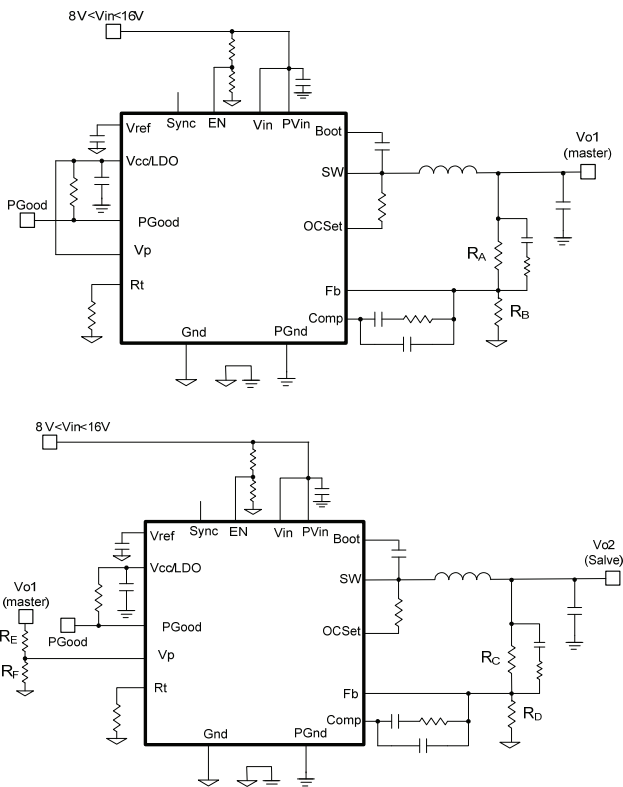 8V<Vin<16V
Sync EN Vin PVin
Vref
Boot
Vo1
(master)
Vcc/LDO
SW
PGood
PGood
OCSet
Vp
RA
Rt
Fb
RB
Comp
Gnd PGnd
8V<Vin<16V
Sync EN Vin PVin
Vref
Boot
Vo2
(Salve)
Vcc/LDO
SW
Vo1
(master)
PGood
OCSet
RE
PGood
Vp
RC
RF
Rt
Fb
RD
Comp
Gnd PGnd